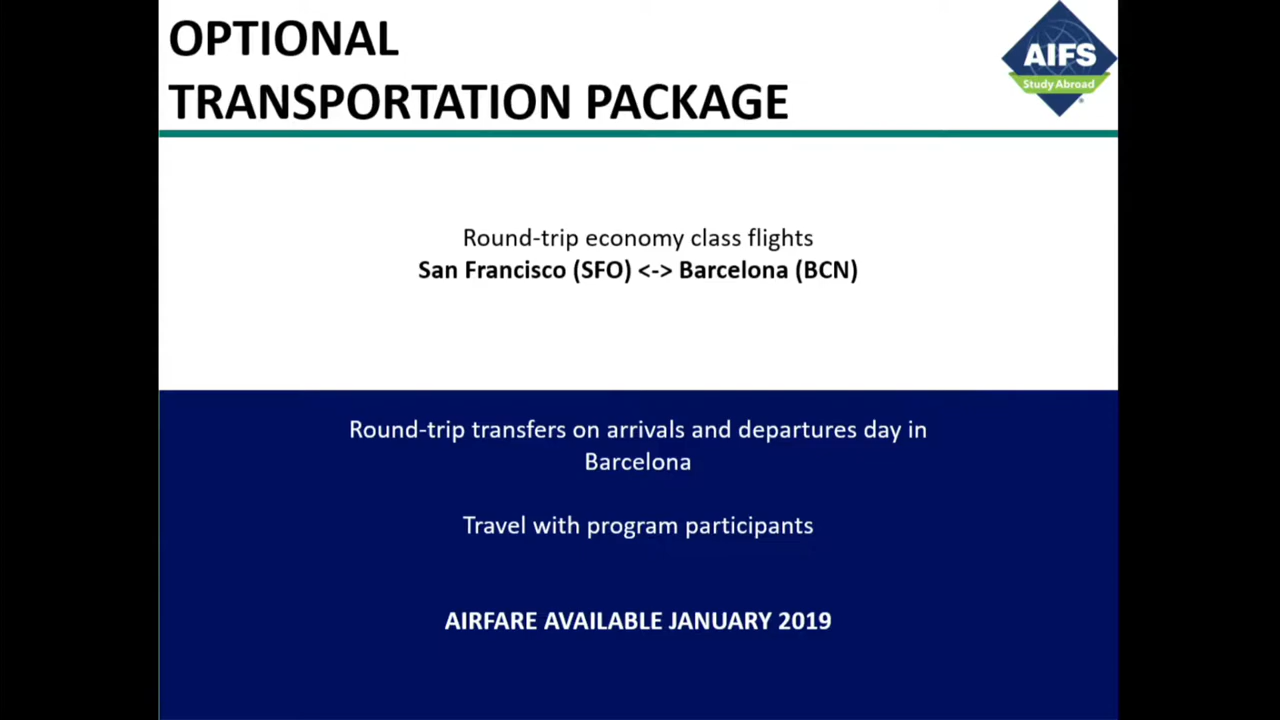 OPTIONAL
TRANSPORTATION PACKAGE
AIFS
Study Abroad
Round-trip economy class flights
San Francisco (SFO) <-> Barcelona (BCN)
Round-trip transfers on arrivals and departures day in
Barcelona
Travel with program participants
AIRFARE AVAILABLE JANUARY 2019